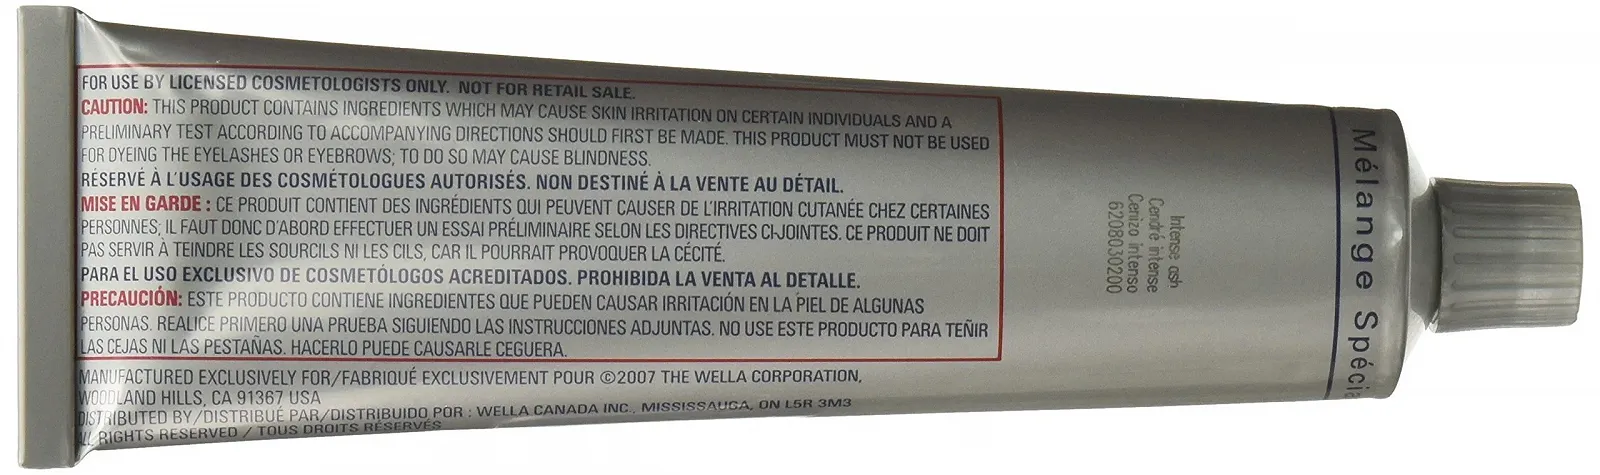 FOR USE BY LICENSED COSMETOLOGISTS ONLY. NOT FOR RETAIL SALE.
CAUTION: THIS PRODUCT CONTAINS INGREDIENTS WHICH MAY CAUSE SKIN IRRITATION ON CERTAIN INDIVIDUALS AND A
PRELIMINARY TEST ACCORDING TO ACCOMPANYING DIRECTIONS SHOULD FIRST BE MADE. THIS PRODUCT MUST NOT BE USED
FOR DYEING THE EYELASHES OR EYEBROWS; TO DO SO MAY CAUSE BLINDNESS.
RÉSERVÉ À L'USAGE DES COSMÉTOLOGUES AUTORISÉS. NON DESTINÉ À LA VENTE AU DÉTAIL.
MISE EN GARDE : CE PRODUIT CONTIENT DES INGRÉDIENTS QUI PEUVENT CAUSER DE L'IRRITATION CUTANÉE CHEZ CERTAINES
PERSONNES; IL FAUT DONC D'ABORD EFFECTUER UN ESSAI PRÉLIMINAIRE SELON LES DIRECTIVES CI-JOINTES. CE PRODUIT NE DOIT
PAS SERVIR À TEINDRE LES SOURCILS NI LES CILS, CAR IL POURRAIT PROVOQUER LA CÉCITÉ.
PARA EL USO EXCLUSIVO DE COSMETÓLOGOS ACREDITADOS. PROHIBIDA LA VENTA AL DETALLE.
PRECAUCIÓN: ESTE PRODUCTO CONTIENE INGREDIENTES QUE PUEDEN CAUSAR IRRITACIÓN EN LA PIEL DE ALGUNAS
PERSONAS. REALICE PRIMERO UNA PRUEBA SIGUIENDO LAS INSTRUCCIONES ADJUNTAS. NO USE ESTE PRODUCTO PARA TEÑIR
LAS CEJAS NI LAS PESTAÑAS. HACERLO PUEDE CAUSARLE CEGUERA.
MANUFACTURED EXCLUSIVELY FOR/FABRIQUÉ EXCLUSIVEMENT POUR ©2007 THE WELLA CORPORATION,
WOODLAND HILLS, CA 91367 USA
DISTRIBUTED BY/DISTRIBUÉ PAR/DISTRIBUIDO POR : WELLA CANADA INC., MISSISSAUGA, ON L5R 3M3
ALL RIGHTS RESERVED / TOUS DROITS RÉSERVÉS
Intense ash
Cendré intense
Cenizo intenso
6208030200
Mélange Spéci